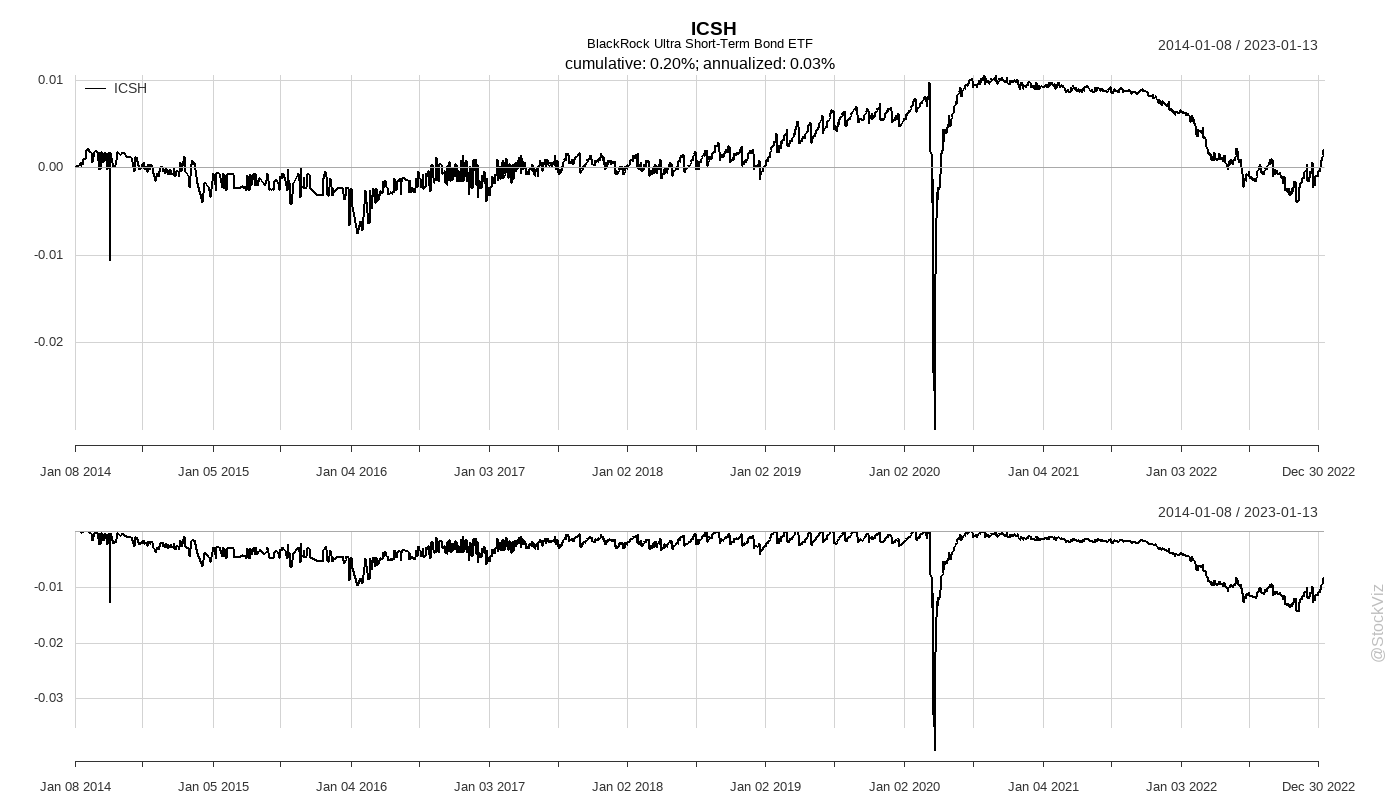 ICSH
BlackRock Ultra Short-Term Bond ETF
2014-01-08 / 2023-01-13
cumulative: 0.20%; annualized: 0.03%
0.01
ICSH
0.00
-0.01
-0.02
Jan 08 2014 Jan 05 2015 Jan 04 2016 Jan 03 2017 Jan 02 2018 Jan 02 2019 Jan 02 2020 Jan 04 2021 Jan 03 2022 Dec 30 2022
2014-01-08 / 2023-01-13
-0.01
-0.02
-0.03
@StockViz
Jan 08 2014 Jan 05 2015 Jan 04 2016 Jan 03 2017 Jan 02 2018 Jan 02 2019 Jan 02 2020 Jan 04 2021 Jan 03 2022 Dec 30 2022